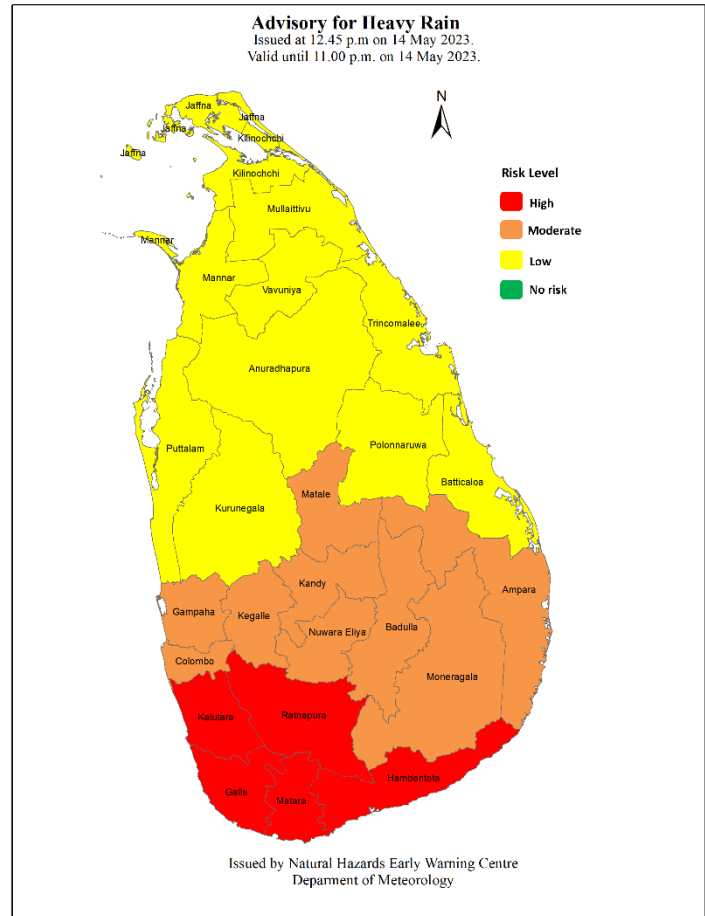 Advisory for Heavy Rain
Issued at 12.45 p.m on 14 May 2023.
Valid until 11.00 p.m. on 14 May 2023.
N
Risk Level
High
Moderate
Low
No risk
Jaffna
Jaffna
Jaffna
Kilinochchi
Jaffna
Kilinochchi
Mullaittivu
Mannar
Mannar
Vavuniya
Trincomalee
Anuradhapura
Puttalam
Polonnaruwa
Batticaloa
Matale
Kurunegala
Kandy
Ampara
Gampaha
Kegalle
Nuwara Eliya
Badulla
Colombo
Moneragala
Kalutara
Ratnapura
Hambantota
Galle
Matara
Issued by Natural Hazards Early Warning Centre
Deparment of Meteorology